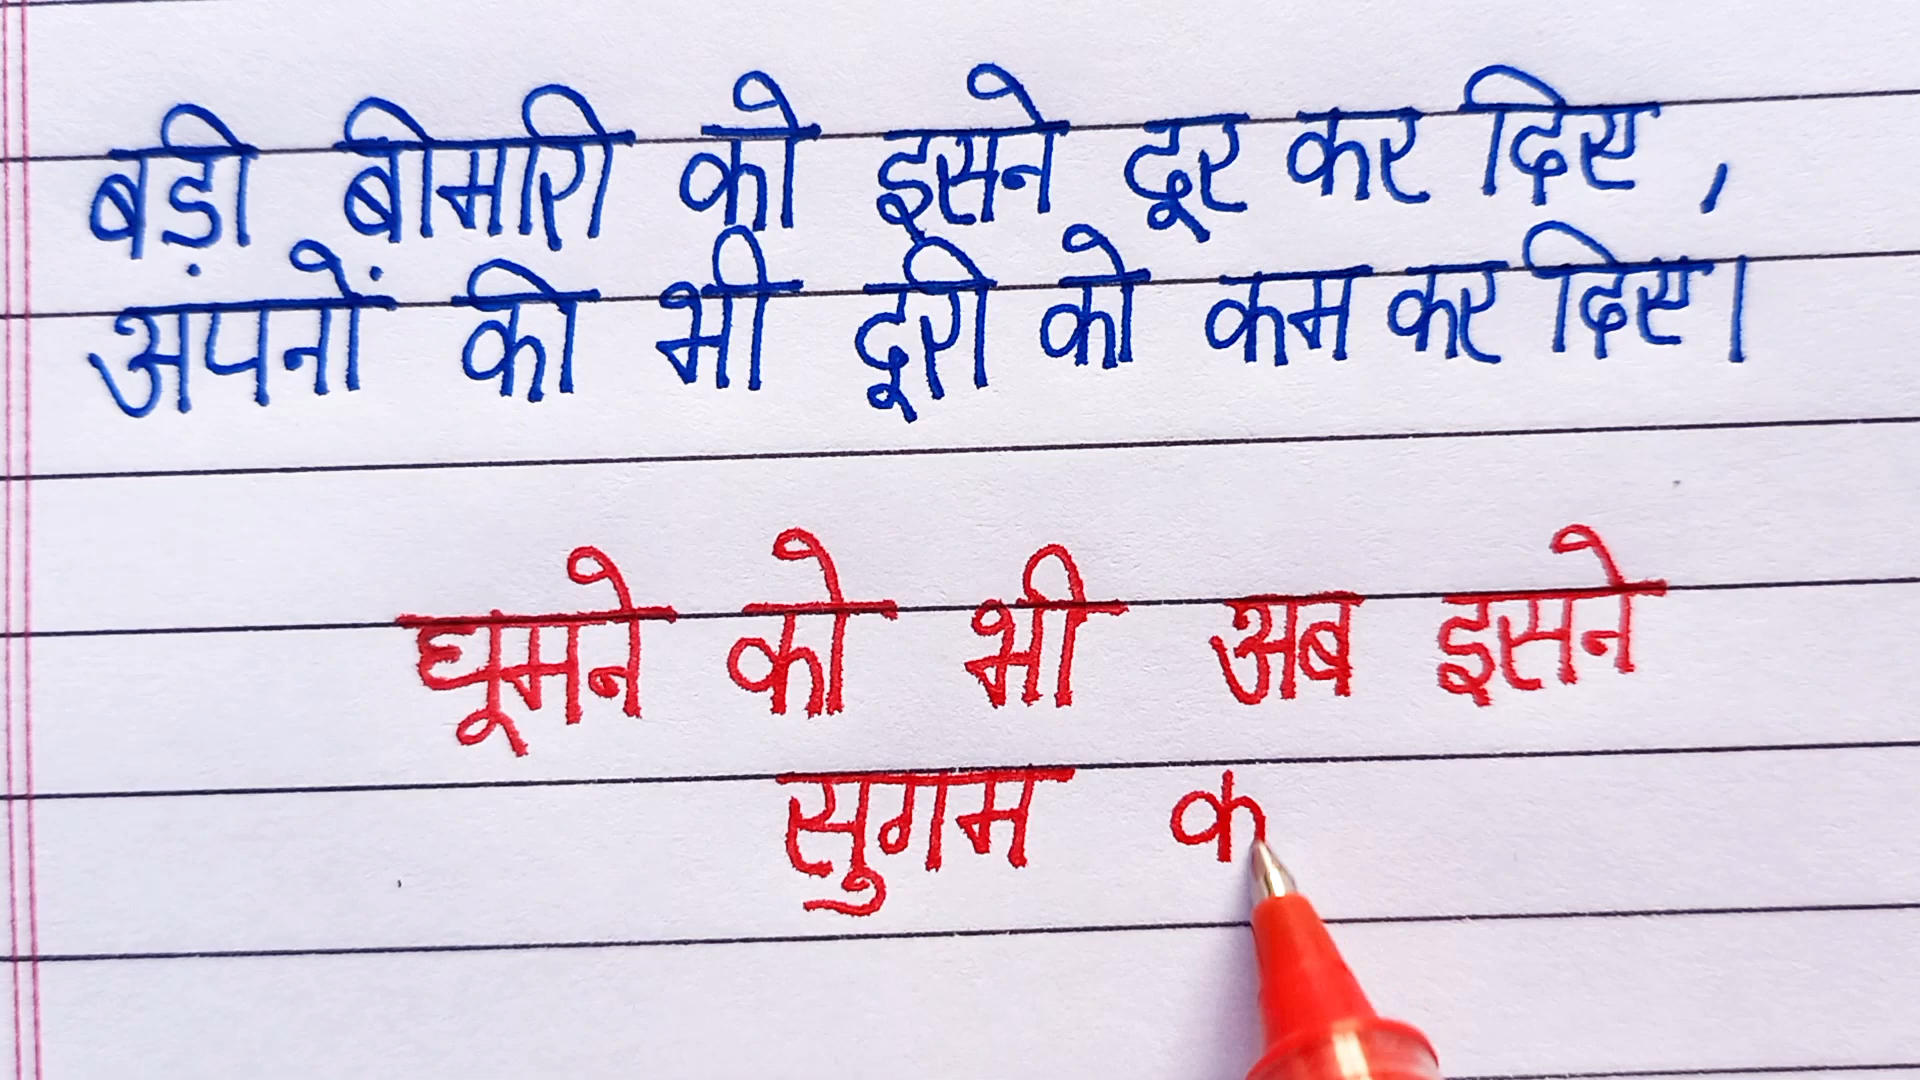 बड़ी बीमारी को इसने दूर कर दिए ,
अपनों की भी दूरी को कम कर दिए।
घूमने को भी अब इसने
सुगम क